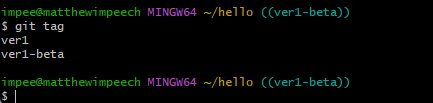 impee@matthewimpeech MINGW64 ~/hello ((ver1-beta))
$ git tag
ver1
ver1-beta
impee@matthewimpeech MINGW64 ~/hello ((ver1-beta))
$